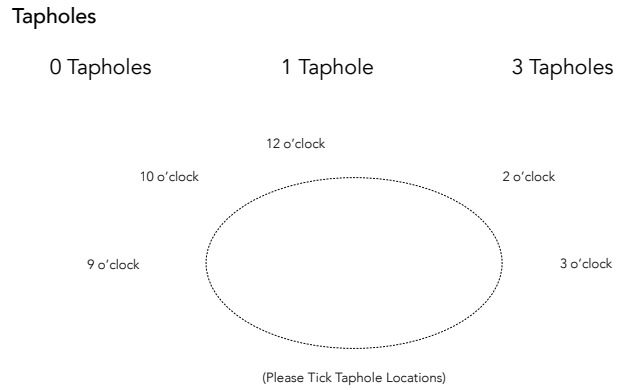 Tapholes
0 Tapholes 1 Taphole 3 Tapholes
12 o’clock
10 o’clock 2 o’clock
9 o’clock 3 o’clock
(Please Tick Taphole Locations)